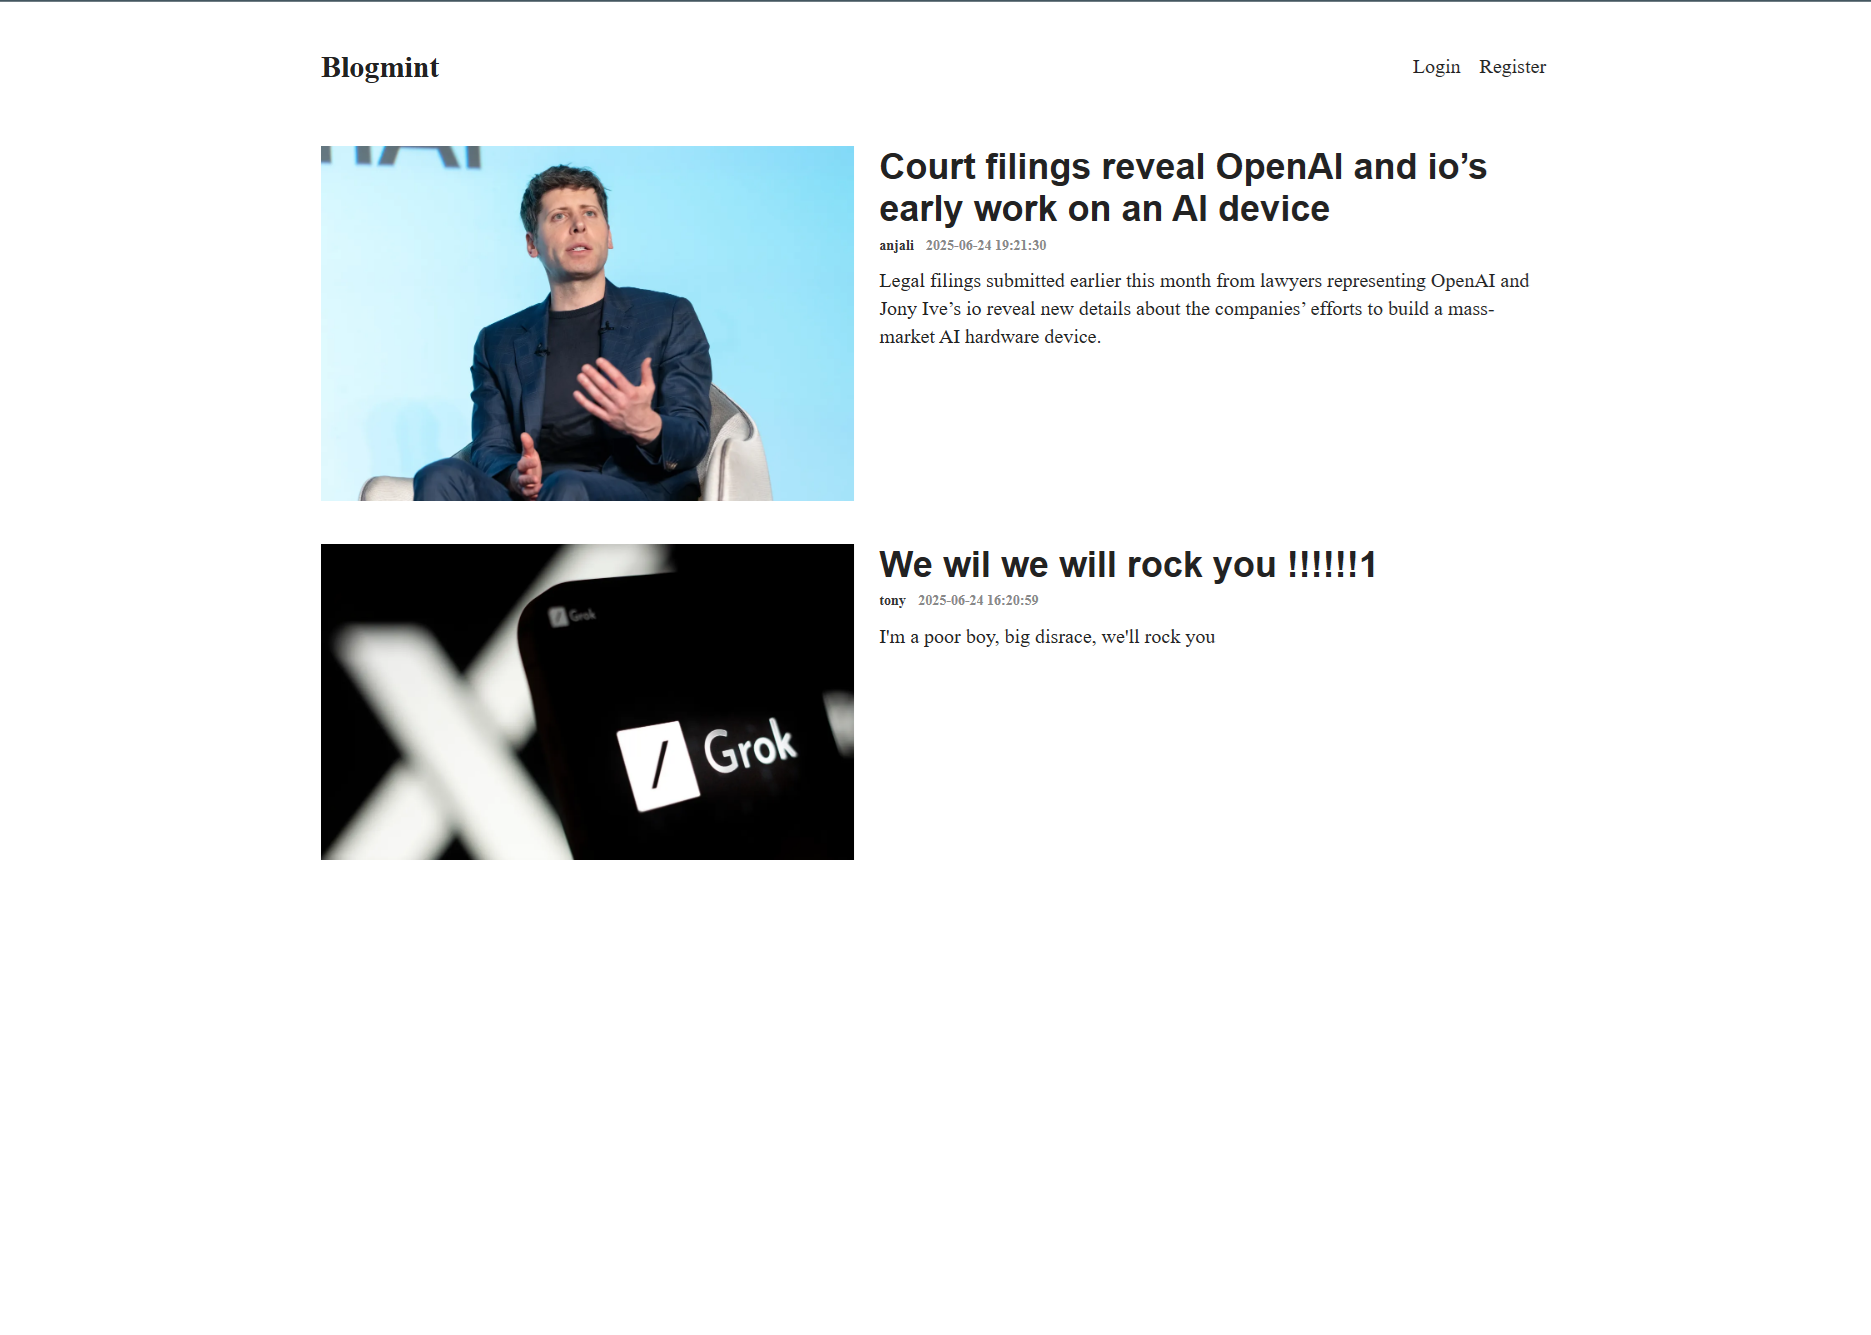 Blogmint
Login Register
Court filings reveal OpenAI and io’s
early work on an AI device
anjali 2025-06-24 19:21:30
Legal filings submitted earlier this month from lawyers representing OpenAI and
Jony Ive’s io reveal new details about the companies’ efforts to build a mass-
market AI hardware device.
Grok
Grok
We wil we will rock you !!!!!!1
tony 2025-06-24 16:20:59
I'm a poor boy, big disrace, we'll rock you